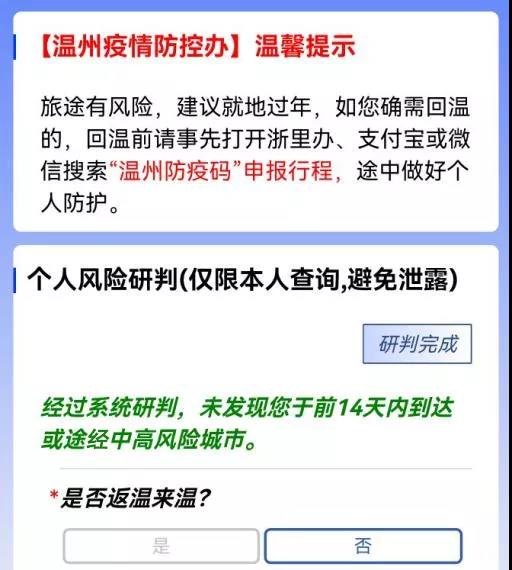 【温州疫情防控办】温馨提示
旅途有风险，建议就地过年，如您确需回温
的，回温前请事先打开浙里办、支付宝或微
信搜索“温州防疫码”申报行程，途中做好个
人防护。
个人风险研判(仅限本人查询,避免泄露)
研判完成
经过系统研判，未发现您于前14天内到达
或途经中高风险城市。
*是否返温来温？
是
否